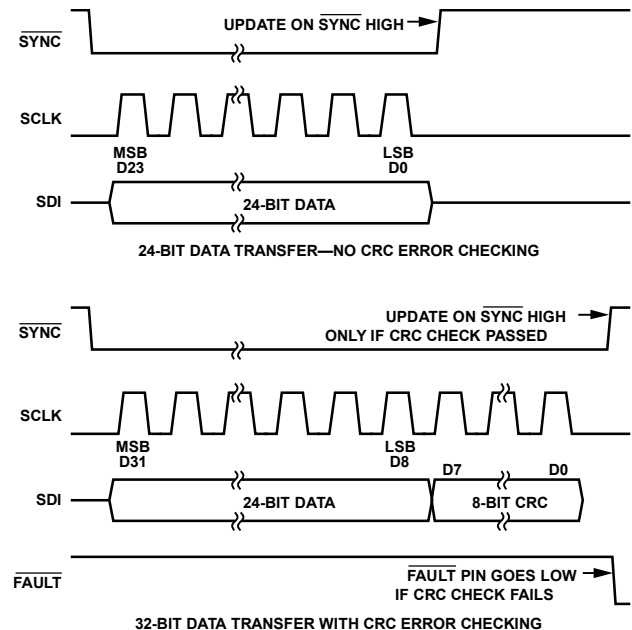 UPDATE ON SYNC HIGH
SYNC
SCLK
MSB
D23
LSB
D0
SDI
24-BIT DATA
24-BIT DATA TRANSFER—NO CRC ERROR CHECKING
UPDATE ON SYNC HIGH
ONLY IF CRC CHECK PASSED
SYNC
SCLK
MSB
D31
LSB
D8
D7
D0
SDI
24-BIT DATA
8-BIT CRC
FAULT
FAULT PIN GOES LOW
IF CRC CHECK FAILS
32-BIT DATA TRANSFER WITH CRC ERROR CHECKING